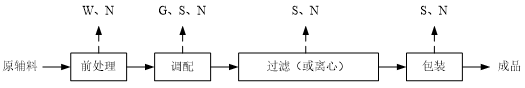 W、N G、S、N S、N S、N
原辅料 前处理 调配 过滤（或离心） 包装 成品